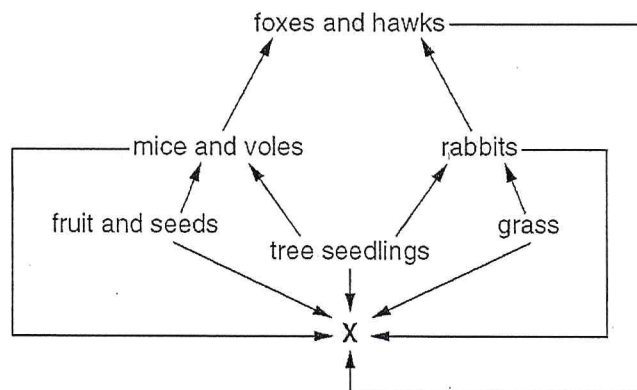 foxes and hawks
mice and voles
rabbits
fruit and seeds
grass
tree seedlings
X